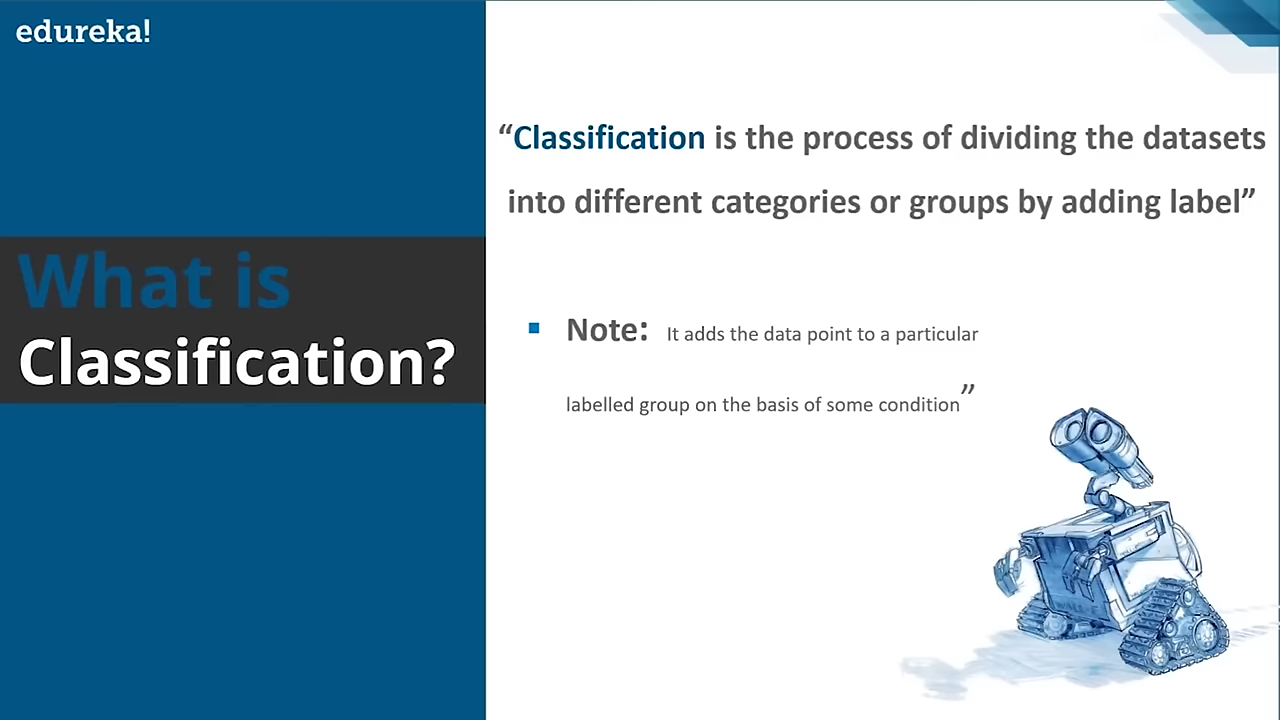 edureka!
What is
Classification?
“Classification is the process of dividing the datasets
into different categories or groups by adding label”
▪ Note: It adds the data point to a particular
labelled group on the basis of some condition”
WALL-E